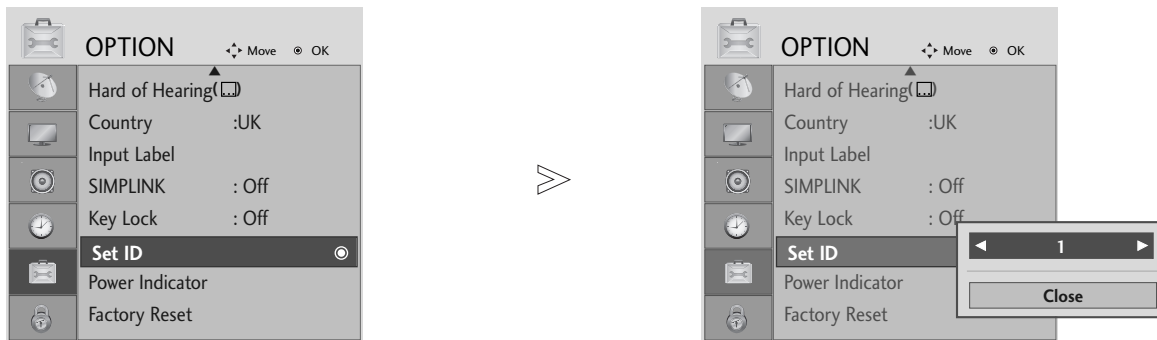 OPTION Move OK
Hard of Hearing( )
Country :UK
Input Label
SIMPLINK : Off
Key Lock : Off
Set ID
Power Indicator
Factory Reset
OPTION Move OK
Hard of Hearing( )
Country :UK
Input Label
SIMPLINK : Off
Key Lock : Off
Set ID
Power Indicator
Factory Reset
◄ 1 ►
Close